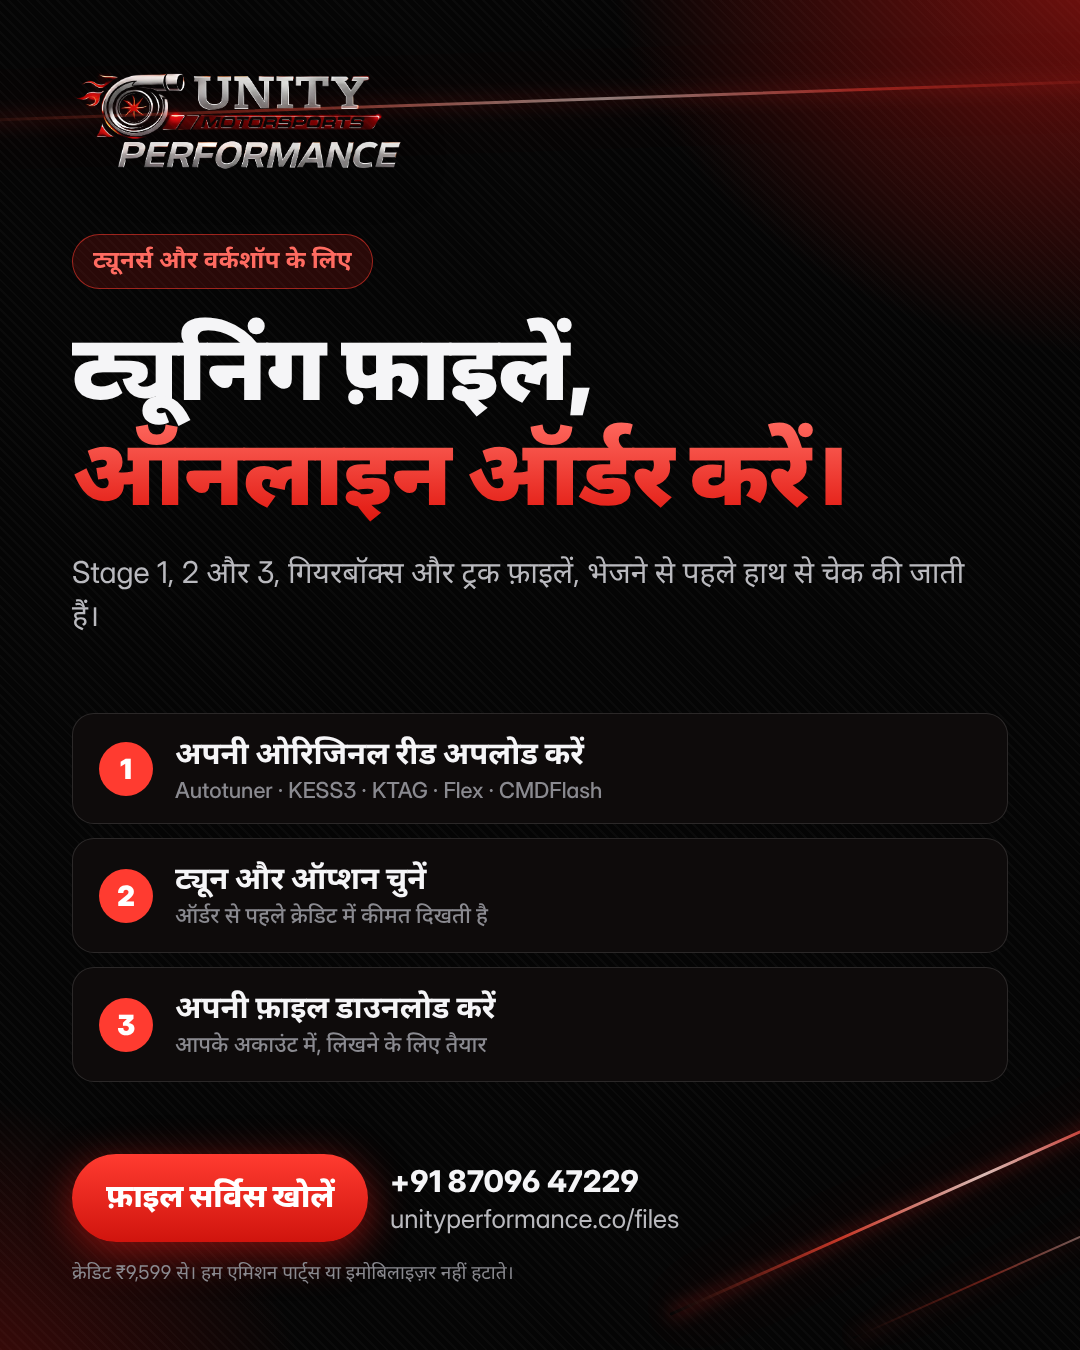 UNITY
MOTORSPORTS
PERFORMANCE
ट्यूनर्स और वर्कशॉप के लिए
ट्यूनिंग फ़ाइलें,
ऑनलाइन ऑर्डर करें।
Stage 1, 2 और 3, गियरबॉक्स और ट्रक फ़ाइलें, भेजने से पहले हाथ से चेक की जाती
हैं।
1
अपनी ओरिजिनल रीड अपलोड करें
Autotuner · KESS3 · KTAG · Flex · CMDFlash
2
ट्यून और ऑप्शन चुनें
ऑर्डर से पहले क्रेडिट में कीमत दिखती है
3
अपनी फ़ाइल डाउनलोड करें
आपके अकाउंट में, लिखने के लिए तैयार
फ़ाइल सर्विस खोलें
+91 87096 47229
unityperformance.co/files
क्रेडिट ₹9,599 से। हम एमिशन पार्ट्स या इमोबिलाइज़र नहीं हटाते।